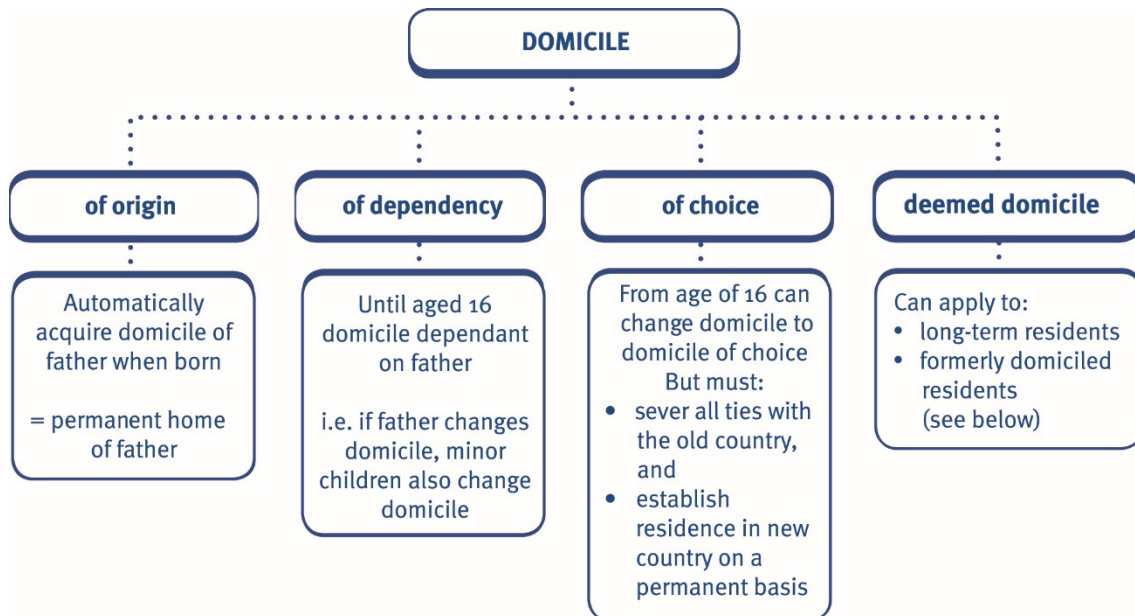 DOMICILE
of origin
Automatically
acquire domicile of
father when born
= permanent home
of father
of dependency
Until aged 16
domicile dependant
on father
i.e. if father changes
domicile, minor
children also change
domicile
of choice
From age of 16 can
change domicile to
domicile of choice
But must:
• sever all ties with
the old country,
and
• establish
residence in new
country on a
permanent basis
deemed domicile
Can apply to:
• long-term residents
• formerly domiciled
residents
(see below)